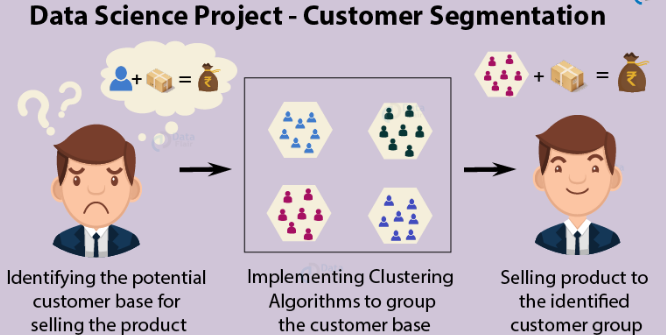 Data Science Project - Customer Segmentation
+ =
+ =
Identifying the potential
customer base for
selling the product
Implementing Clustering
Algorithms to group
the customer base
Selling product to
the identified
customer group